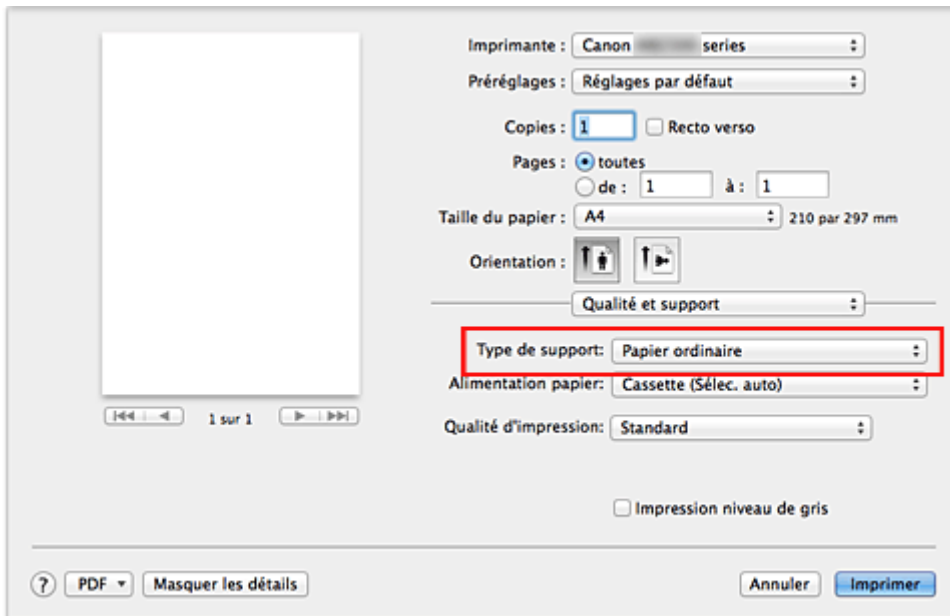 Imprimante : Canon series
Préréglages : Réglages par défaut
Copies : 1 Recto verso
Pages : toutes
de : 1 à : 1
Taille du papier : A4 210 par 297 mm
Orientation :
Qualité et support
Type de support: Papier ordinaire
Alimentation papier: Cassette (Sélec. auto)
1 sur 1
Qualité d'impression: Standard
Impression niveau de gris
? PDF Masquer les détails Annuler Imprimer